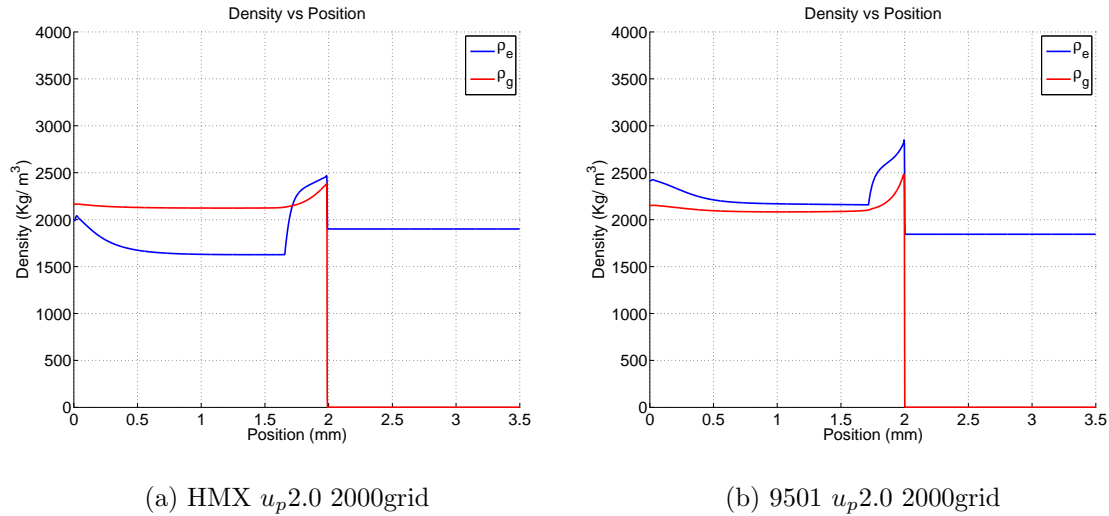 Density vs Position
4000
3500
3000
2500
2000
1500
1000
500
0
Density (Kg/ m³)
ρₑ
ρ_g
0 0.5 1 1.5 2 2.5 3 3.5
Position (mm)
(a) HMX uₚ2.0 2000grid
Density vs Position
4000
3500
3000
2500
2000
1500
1000
500
0
Density (Kg/ m³)
ρₑ
ρ_g
0 0.5 1 1.5 2 2.5 3 3.5
Position (mm)
(b) 9501 uₚ2.0 2000grid